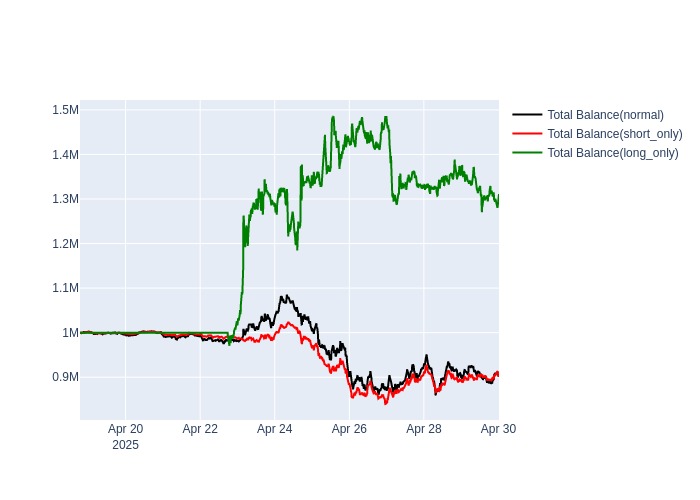 1.5M
1.4M
1.3M
1.2M
1.1M
1M
0.9M
Apr 20
2025
Apr 22
Apr 24
Apr 26
Apr 28
Apr 30
Total Balance(normal)
Total Balance(short_only)
Total Balance(long_only)